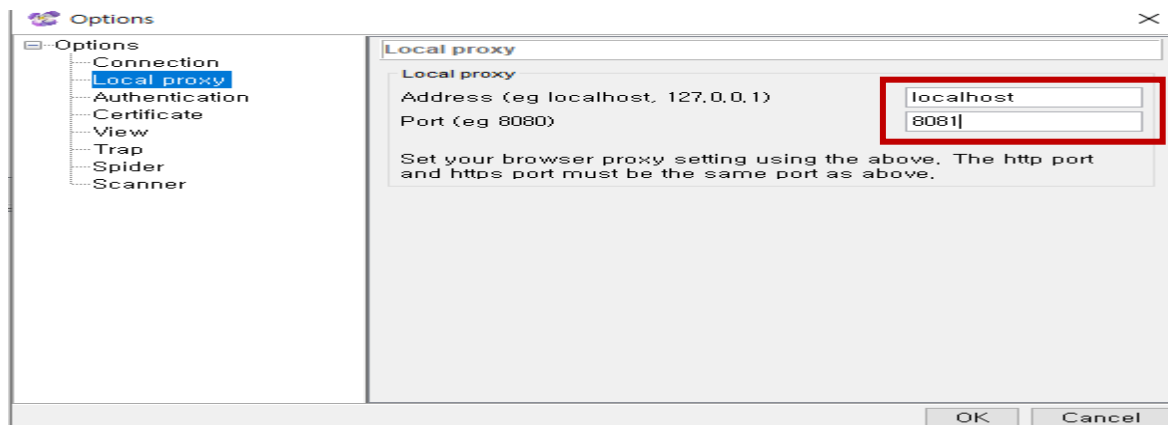 Options
Options
Connection
Local proxy
Authentication
Certificate
View
Trap
Spider
Scanner
Local proxy
Local proxy
Address (eg localhost, 127,0,0,1)
localhost
Port (eg 8080)
8081
Set your browser proxy setting using the above, The http port
and https port must be the same port as above,
OK
Cancel